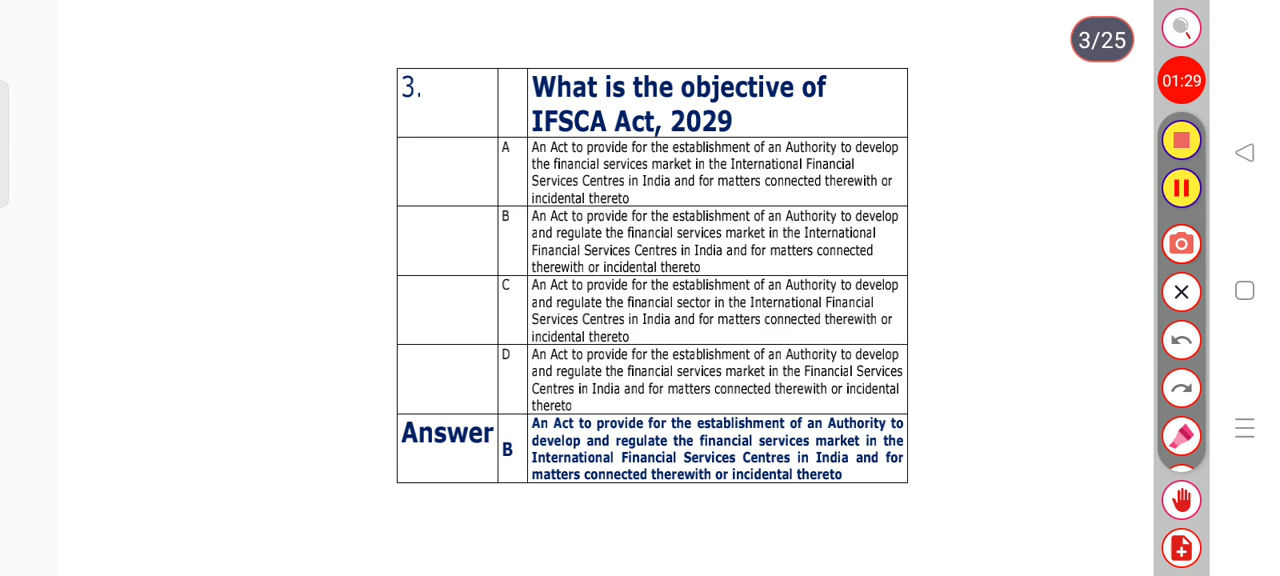 3/25
01:29
3.
What is the objective of
IFSCA Act, 2029
A
An Act to provide for the establishment of an Authority to develop
the financial services market in the International Financial
Services Centres in India and for matters connected therewith or
incidental thereto
B
An Act to provide for the establishment of an Authority to develop
and regulate the financial services market in the International
Financial Services Centres in India and for matters connected
therewith or incidental thereto
C
An Act to provide for the establishment of an Authority to develop
and regulate the financial sector in the International Financial
Services Centres in India and for matters connected therewith or
incidental thereto
D
An Act to provide for the establishment of an Authority to develop
and regulate the financial services market in the Financial Services
Centres in India and for matters connected therewith or incidental
thereto
Answer
B
An Act to provide for the establishment of an Authority to
develop and regulate the financial services market in the
International Financial Services Centres in India and for
matters connected therewith or incidental thereto